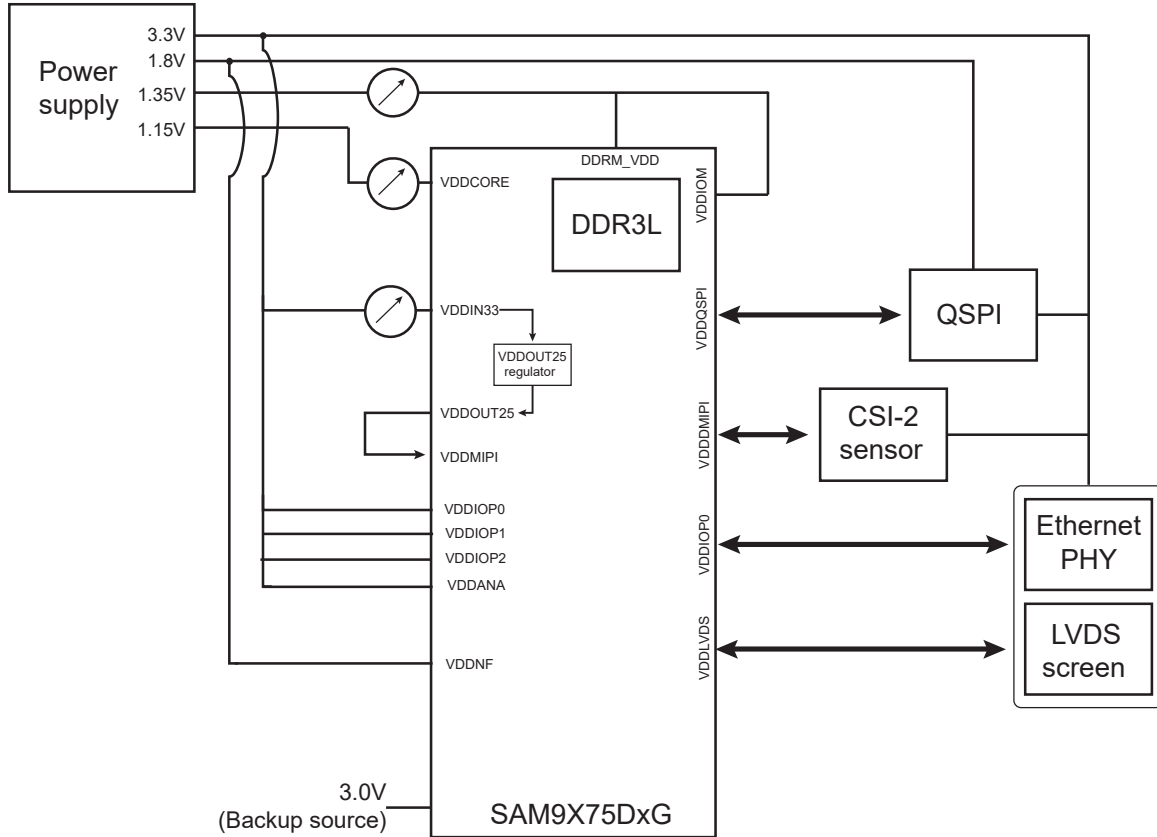 Power
supply
3.3V
1.8V
1.35V
1.15V
DDRM_VDD
DDR3L
VDDCORE
VDDIN33
VDDOUT25
regulator
VDDOUT25
VDDMIPI
VDDIOP0
VDDIOP1
VDDIOP2
VDDANA
VDDNF
3.0V
(Backup source)
SAM9X75DxG
VDDIOM
VDDQSPI
VDDDMIPI
VDDIOP0
VDDLVDS
QSPI
CSI-2
sensor
Ethernet
PHY
LVDS
screen